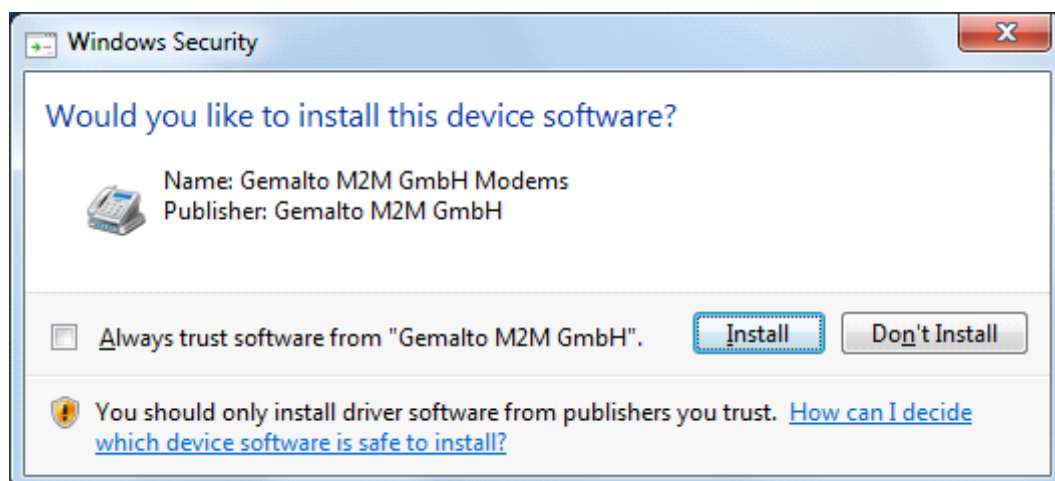 Windows Security
Would you like to install this device software?
Name: Gemalto M2M GmbH Modems
Publisher: Gemalto M2M GmbH
Always trust software from "Gemalto M2M GmbH".
Install
Don't Install
You should only install driver software from publishers you trust. How can I decide
which device software is safe to install?